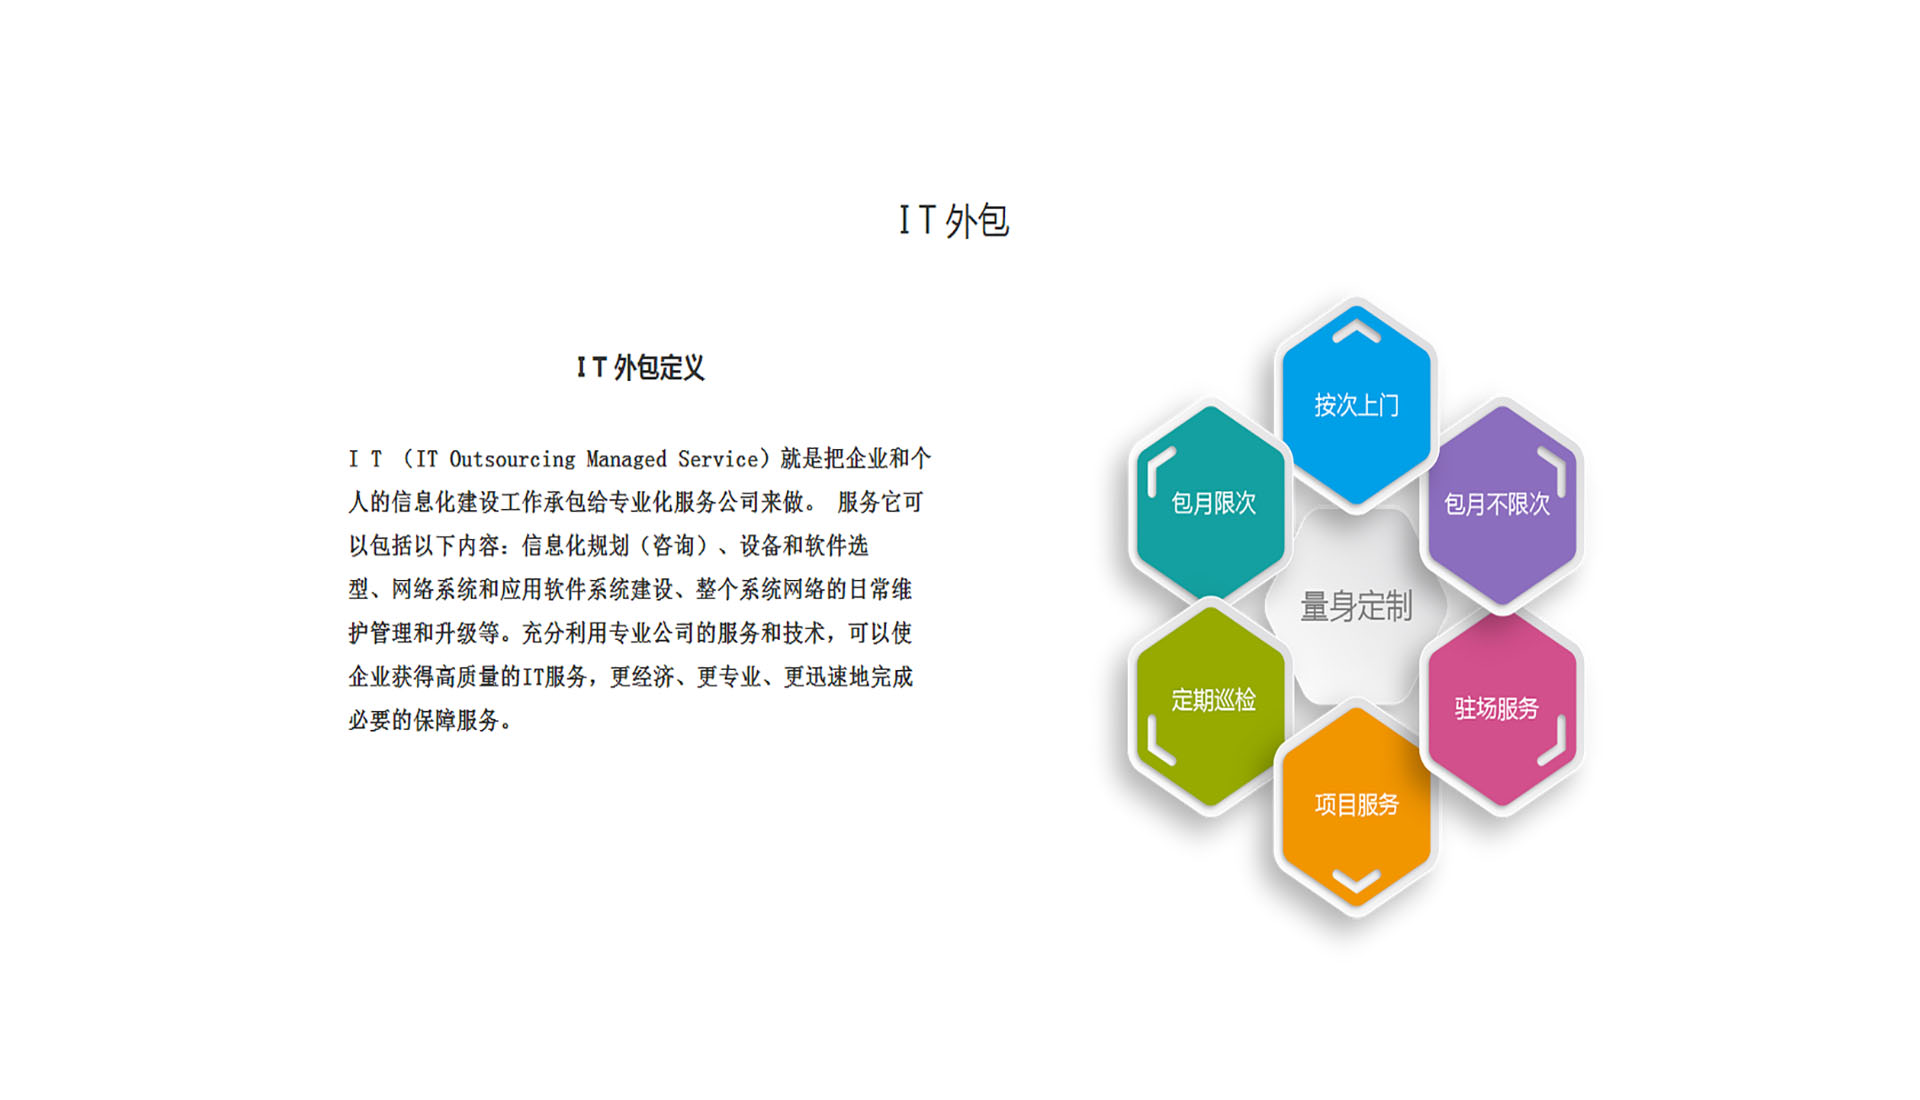 IT外包
IT外包定义
I T （IT Outsourcing Managed Service）就是把企业和个
人的信息化建设工作承包给专业化服务公司来做。 服务它可
以包括以下内容：信息化规划（咨询）、设备和软件选
型、网络系统和应用软件系统建设、整个系统网络的日常维
护管理和升级等。充分利用专业公司的服务和技术，可以使
企业获得高质量的IT服务，更经济、更专业、更迅速地完成
必要的保障服务。
按次上门
包月限次
包月不限次
量身定制
定期巡检
驻场服务
项目服务